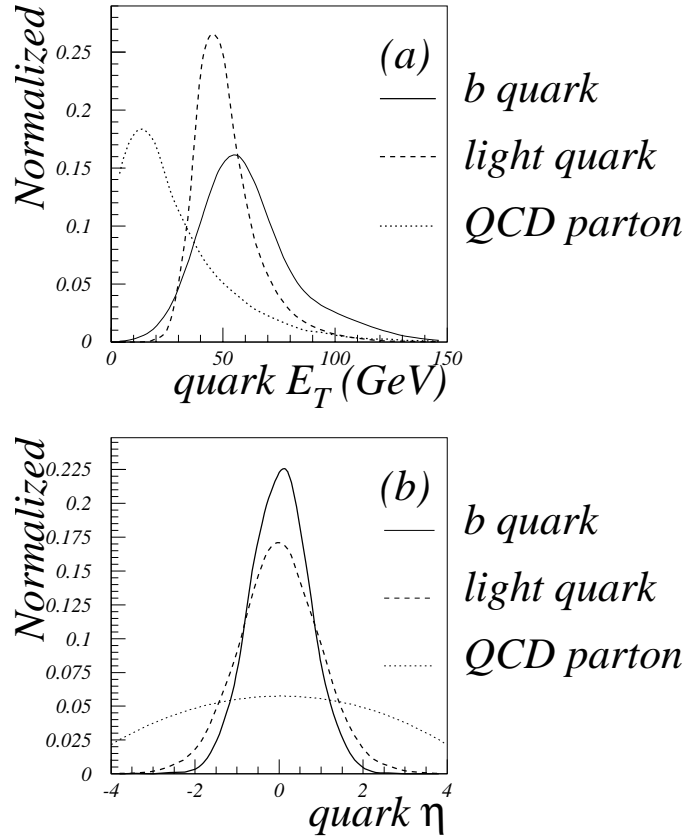 Normalized
0.25
0.2
0.15
0.1
0.05
0
(a)
b quark
light quark
QCD parton
0 50 100 150
quark E_T (GeV)
Normalized
0.225
0.2
0.175
0.15
0.125
0.1
0.075
0.05
0.025
0
(b)
b quark
light quark
QCD parton
-4 -2 0 2 4
quark η